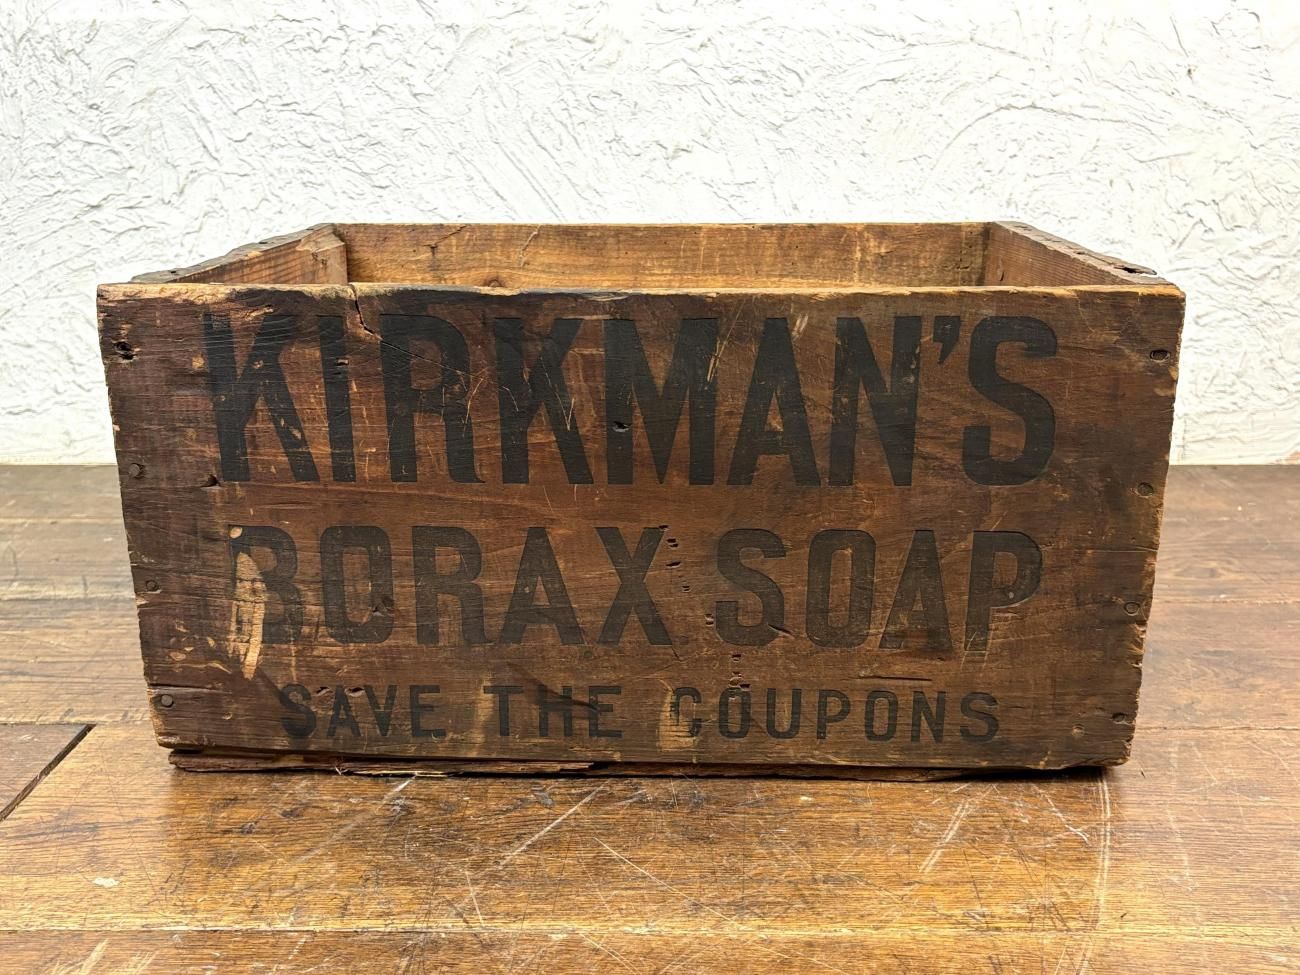 KIRKMAN'S
BORAX SOAP
SAVE THE COUPONS